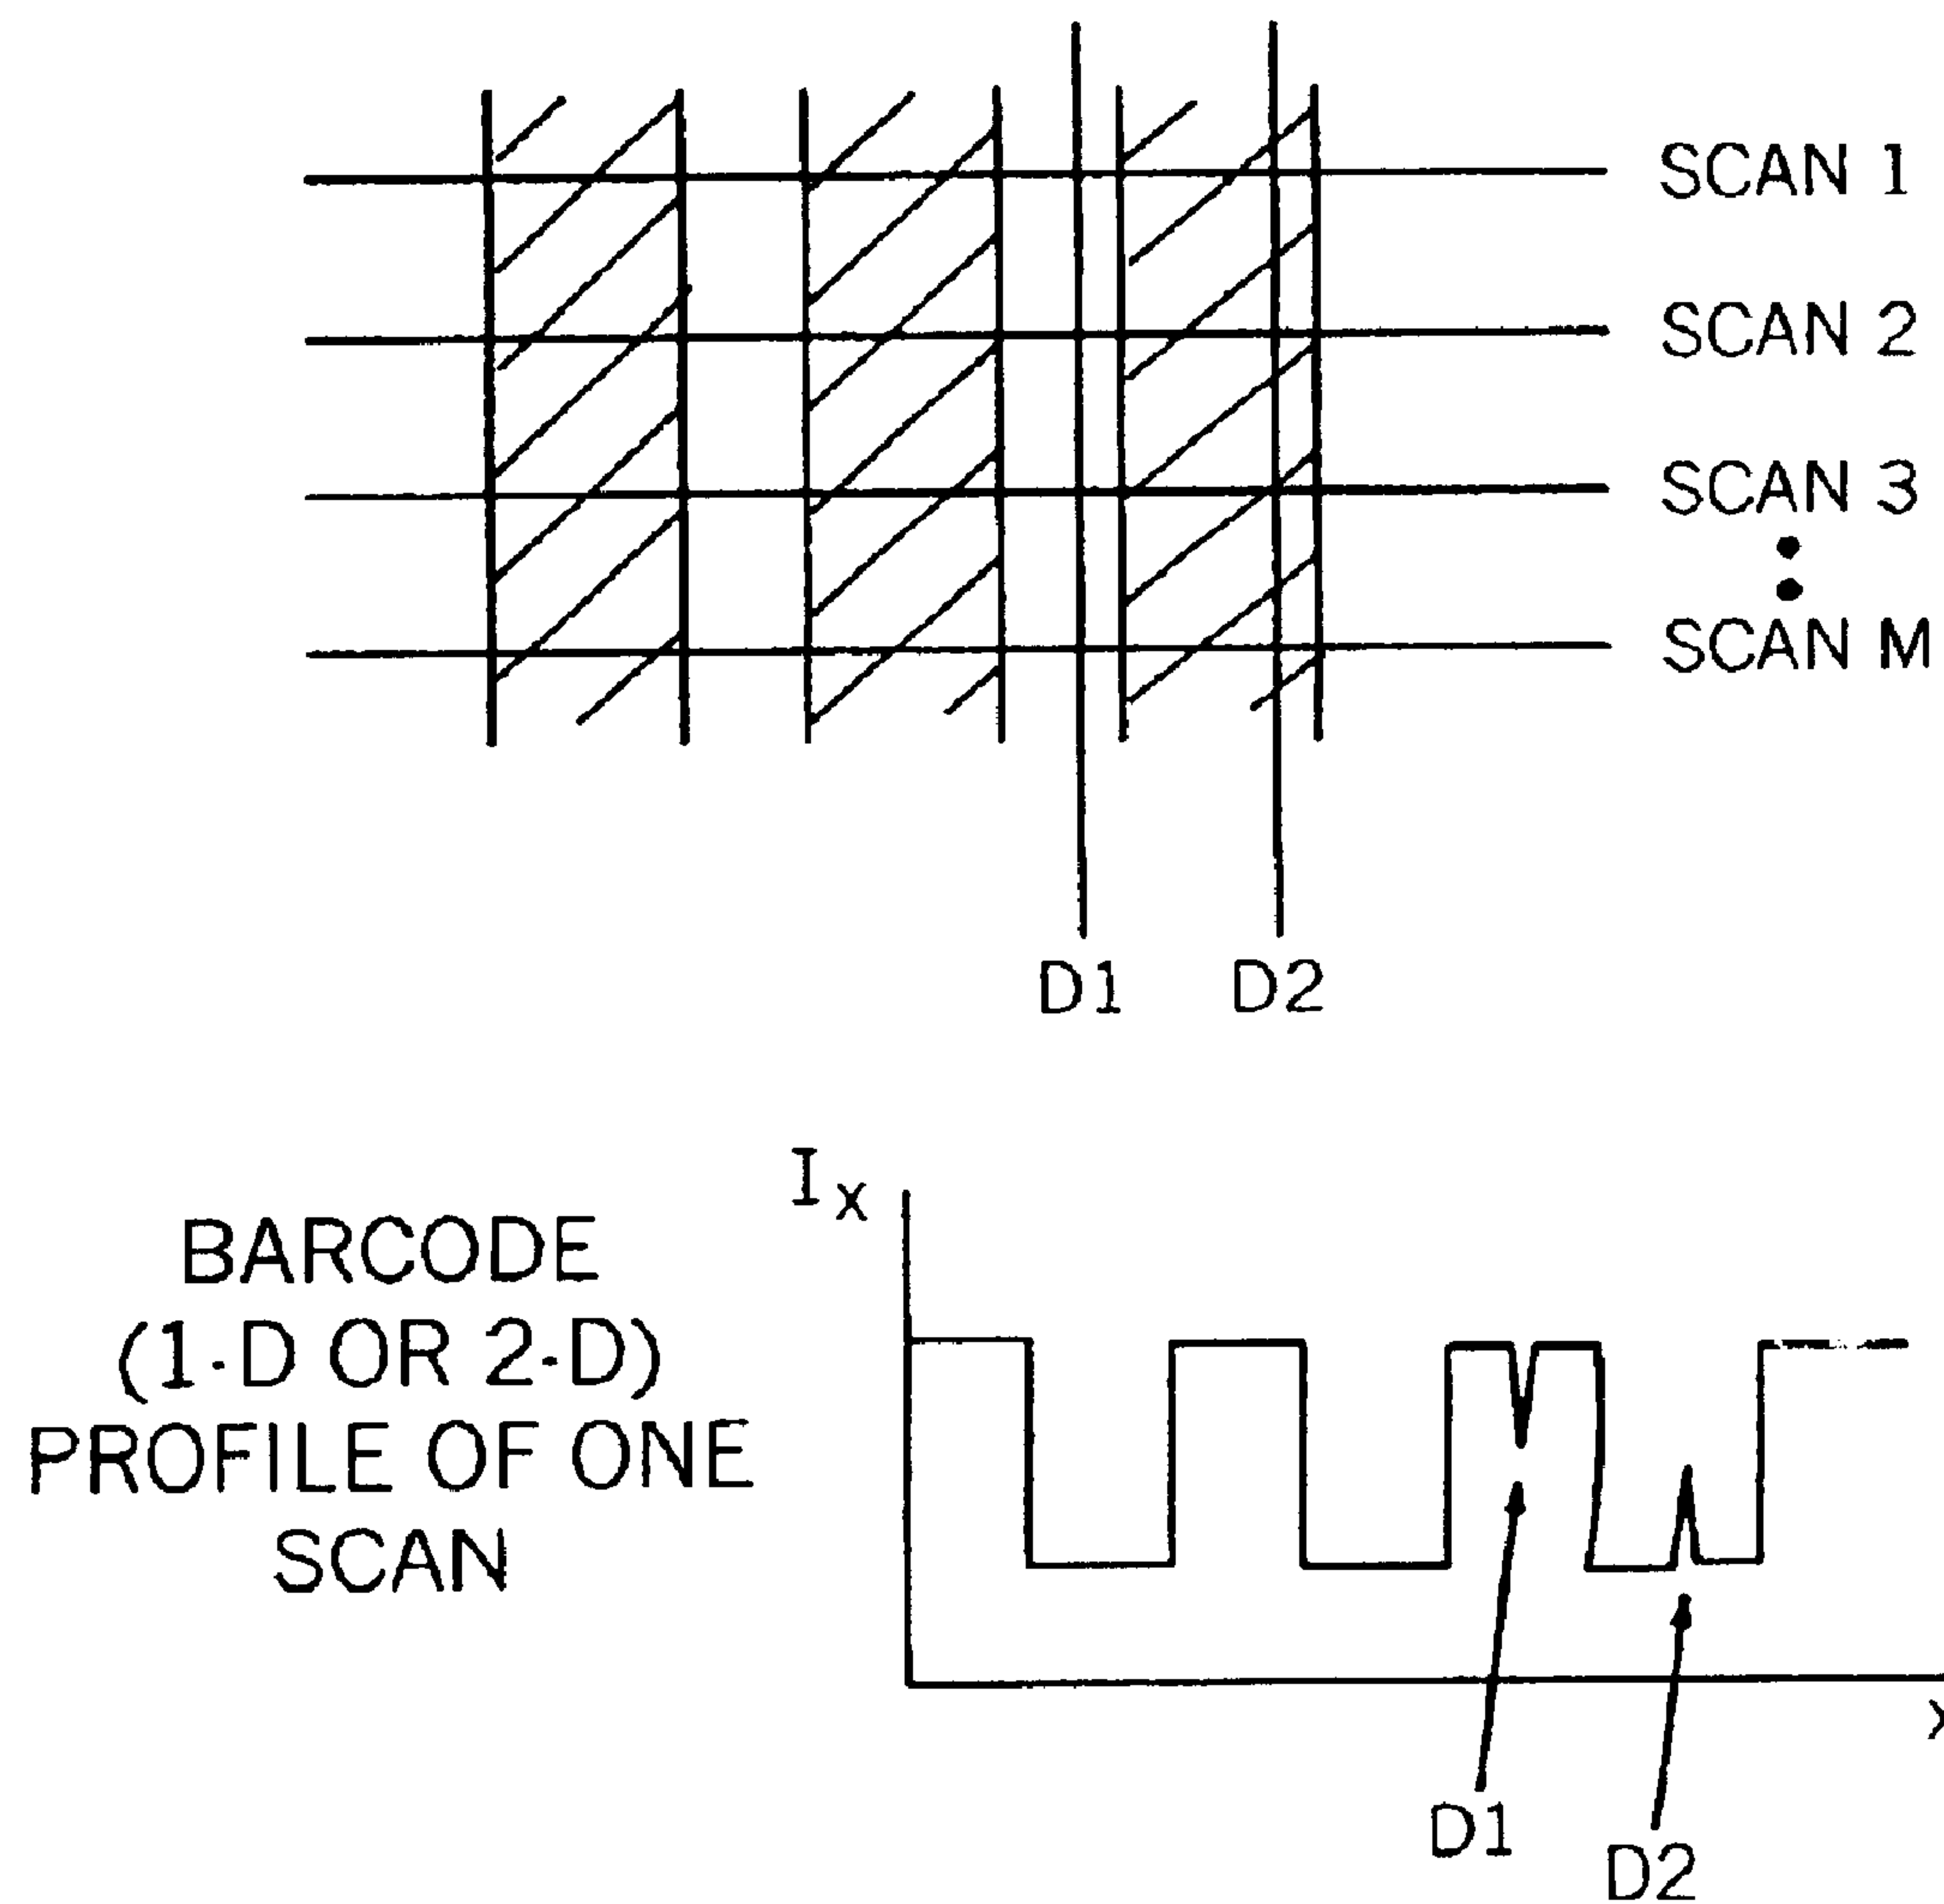 SCAN 1
SCAN 2
SCAN 3
SCAN M
D1 D2
Ix
BARCODE
(1-D OR 2-D)
PROFILE OF ONE
SCAN
X
D1
D2